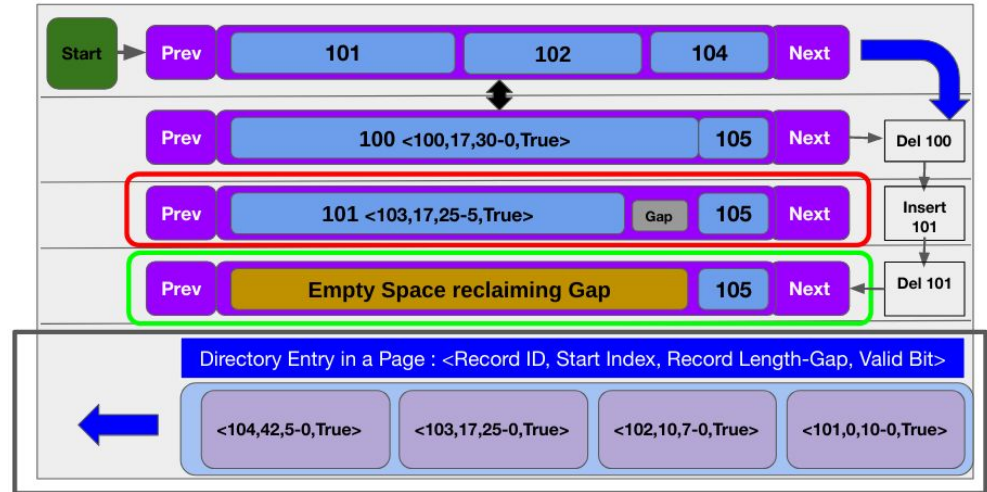 Start
Prev
101
102
104
Next
Prev
100 <100,17,30-0,True>
105
Next
Del 100
Prev
101 <103,17,25-5,True>
Gap
105
Next
Insert
101
Prev
Empty Space reclaiming Gap
105
Next
Del 101
Directory Entry in a Page : <Record ID, Start Index, Record Length-Gap, Valid Bit>
<104,42,5-0,True>
<103,17,25-0,True>
<102,10,7-0,True>
<101,0,10-0,True>